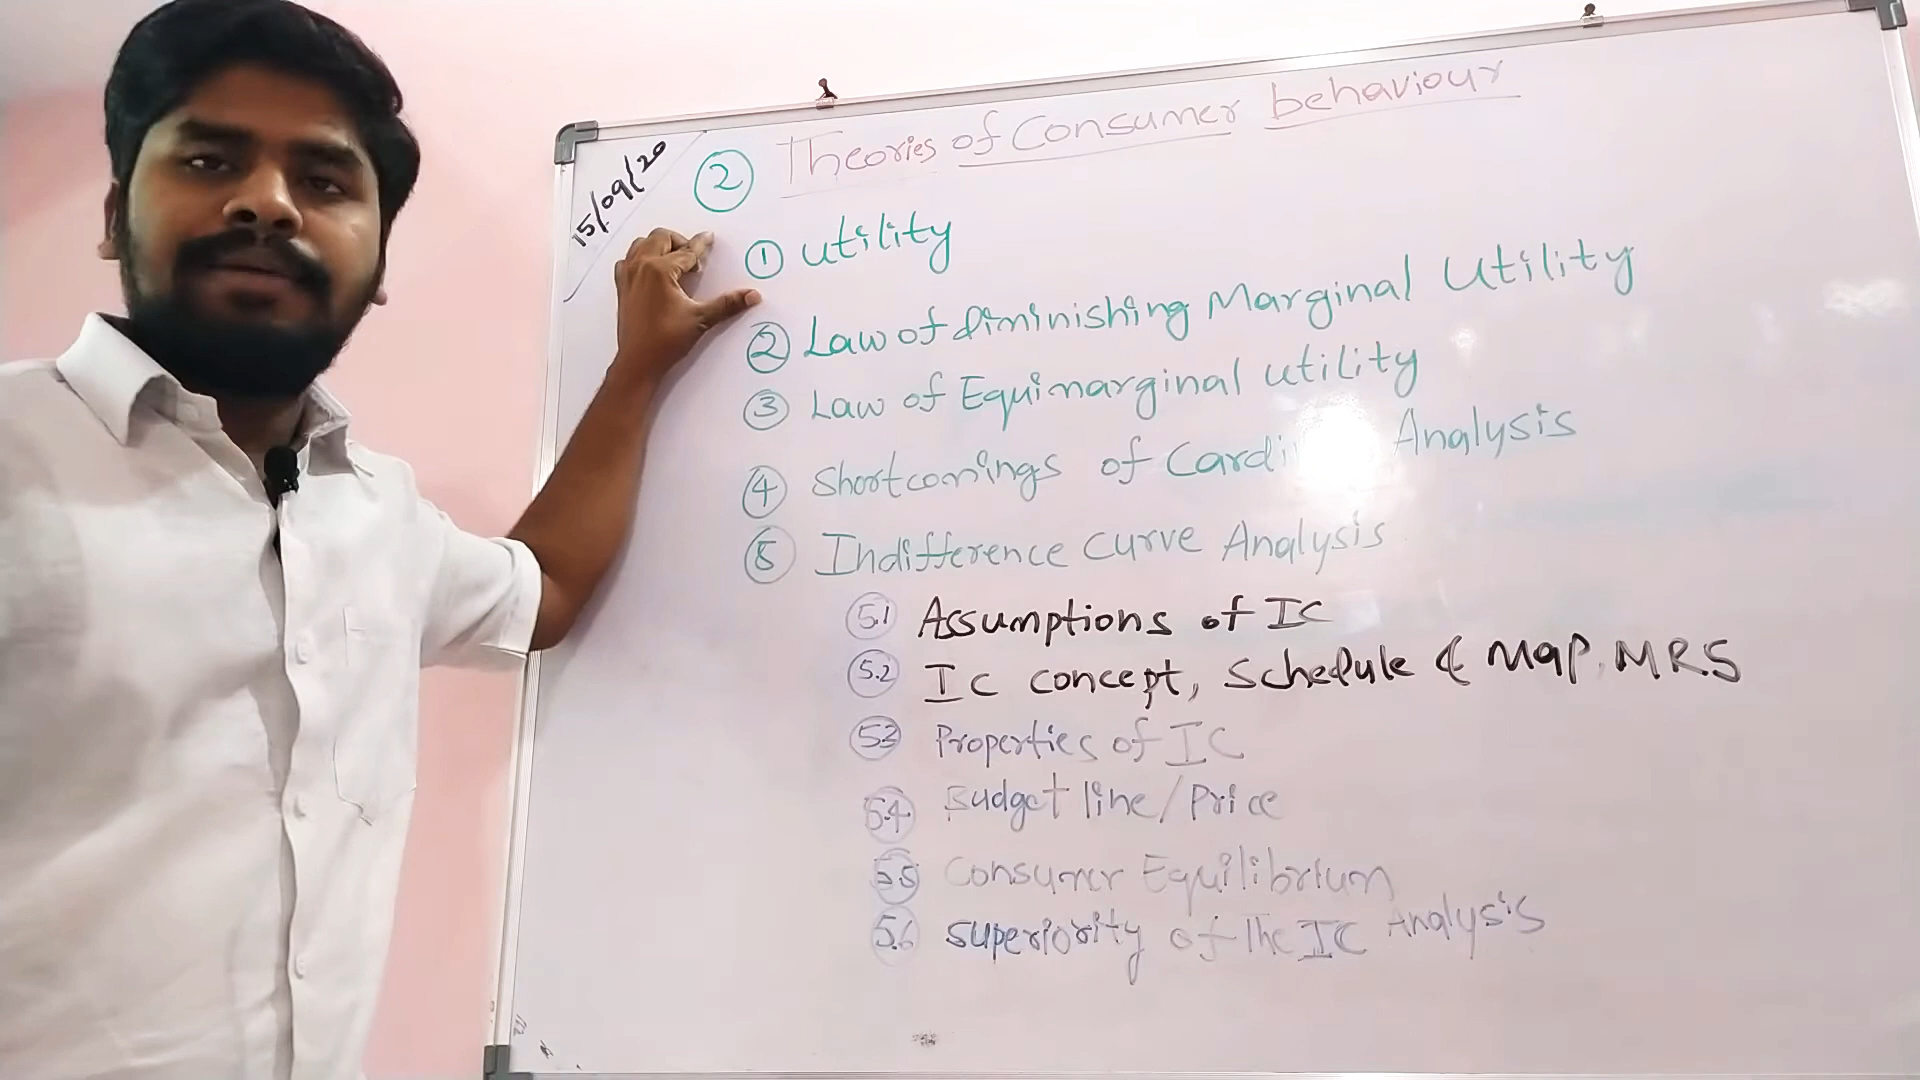 15/09/20
② Theories of Consumer behaviour
① Utility
② Law of diminishing Marginal Utility
③ Law of Equimarginal Utility
④ Shortcomings of Cardi Analysis
⑤ Indifference Curve Analysis
5.1 Assumptions of IC
5.2 IC concept, Schedule & Map, MRS
5.3 Properties of IC
5.4 Budget line/Price
5.5 Consumer Equilibrium
5.6 Superiority of the IC Analysis